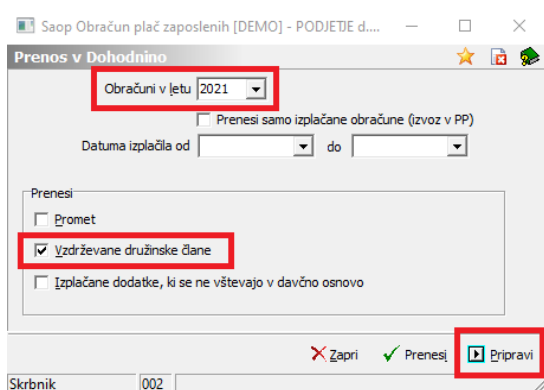 Saop Obračun plač zaposlenih [DEMO] - PODJETJE d....
Prenos v Dohodnino
Obračuni v letu 2021
Prenesi samo izplačane obračune (izvoz v PP)
Datuma izplačila od do
Prenesi
Promet
Vzdrževane družinske člane
Izplačane dodatke, ki se ne vštevajo v davčno osnovo
Zapri Prenesi Pripravi
Skrbnik 002